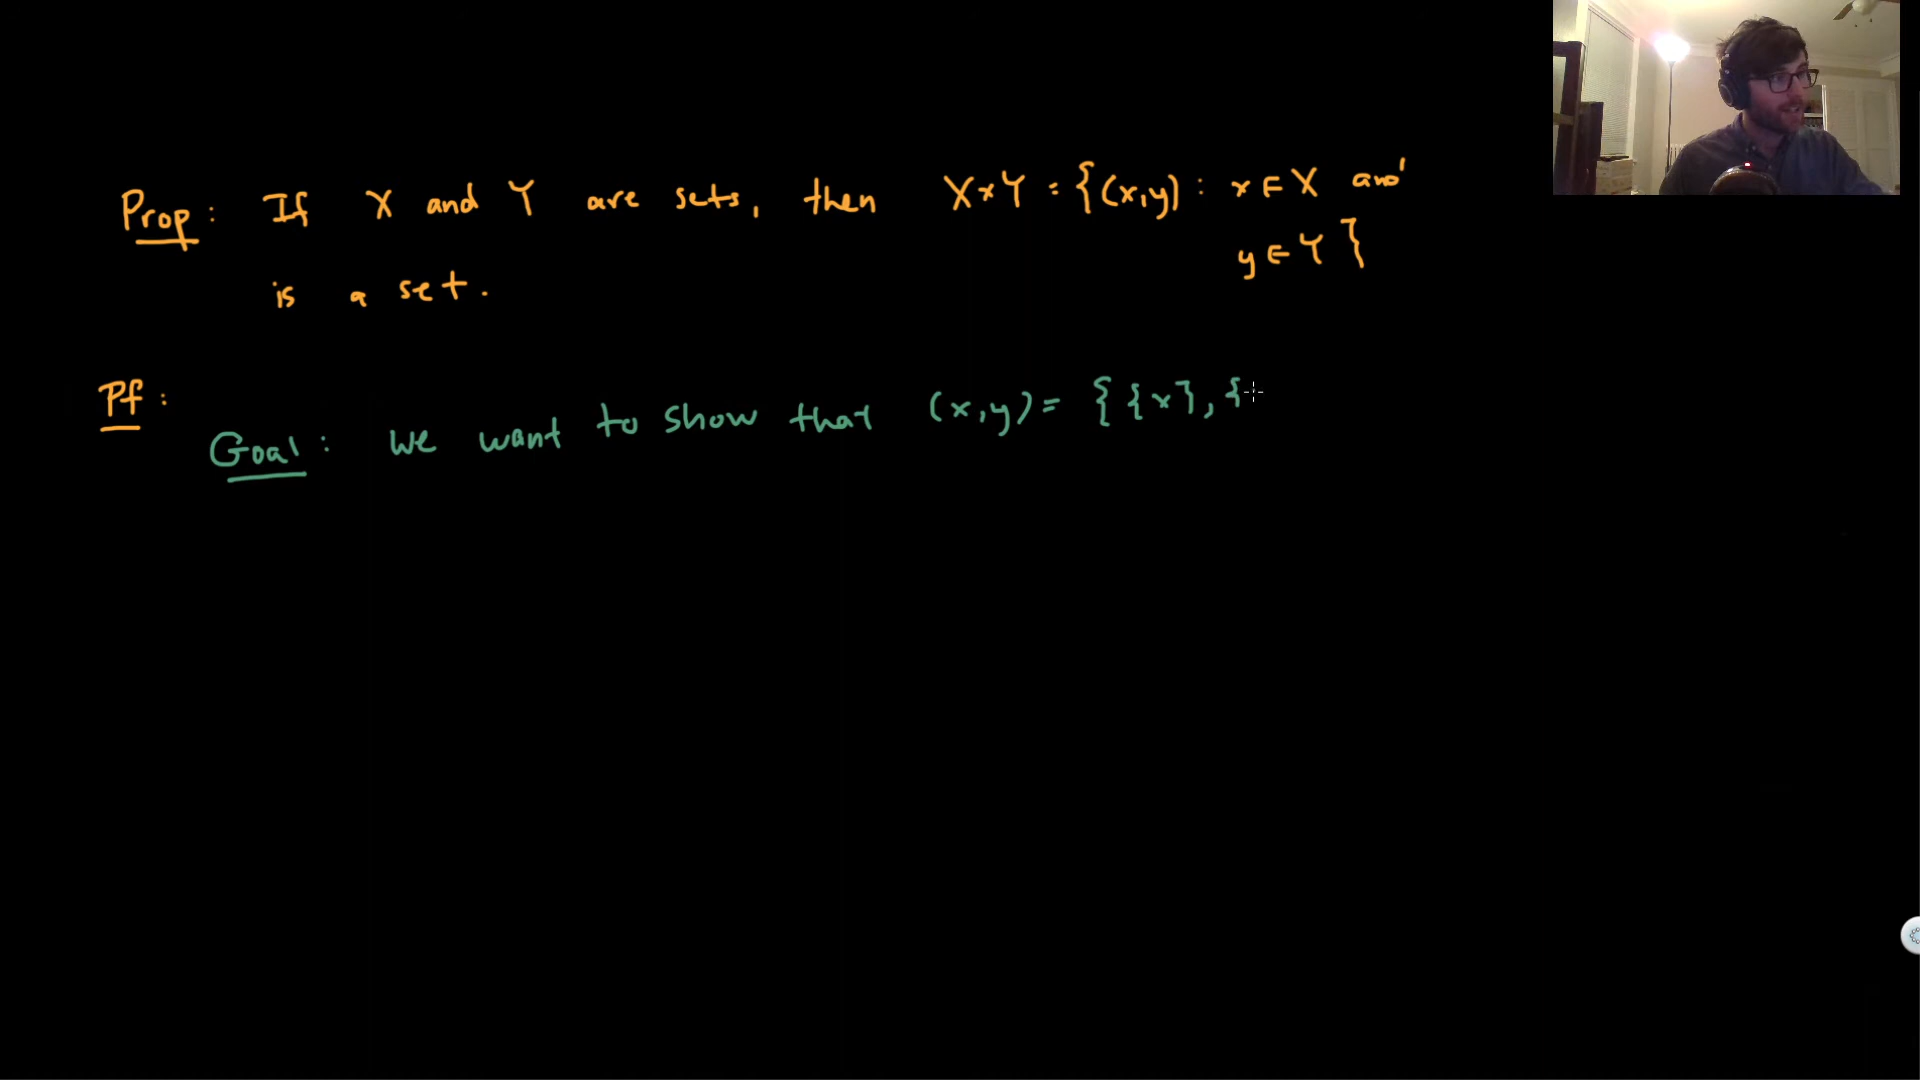 Prop: If X and Y are sets, then X×Y = {(x,y) : x ∈ X and
y ∈ Y}
is a set.
Pf:
Goal: we want to show that (x,y) = { {x}, {